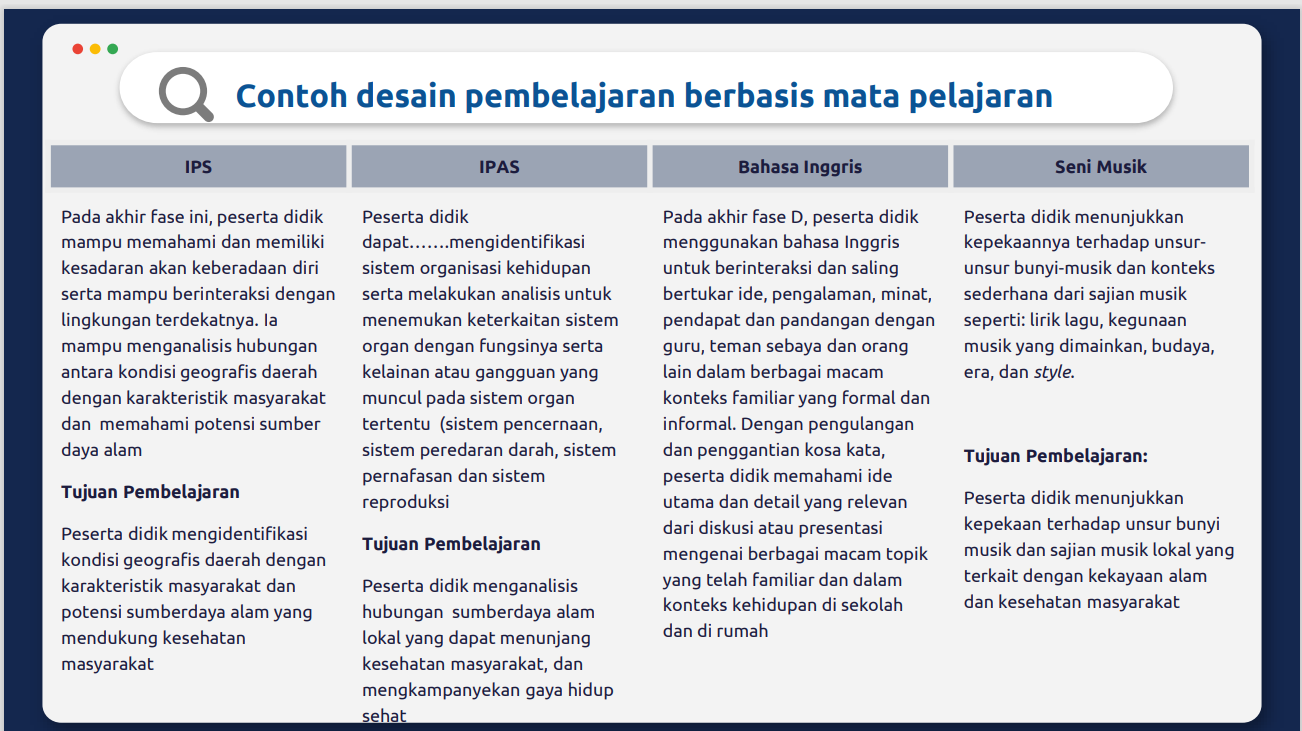 Contoh desain pembelajaran berbasis mata pelajaran
IPS
Pada akhir fase ini, peserta didik
mampu memahami dan memiliki
kesadaran akan keberadaan diri
serta mampu berinteraksi dengan
lingkungan terdekatnya. Ia
mampu menganalisis hubungan
antara kondisi geografis daerah
dengan karakteristik masyarakat
dan  memahami potensi sumber
daya alam
Tujuan Pembelajaran
Peserta didik mengidentifikasi
kondisi geografis daerah dengan
karakteristik masyarakat dan
potensi sumberdaya alam yang
mendukung kesehatan
masyarakat
IPAS
Peserta didik
dapat…….mengidentifikasi
sistem organisasi kehidupan
serta melakukan analisis untuk
menemukan keterkaitan sistem
organ dengan fungsinya serta
kelainan atau gangguan yang
muncul pada sistem organ
tertentu  (sistem pencernaan,
sistem peredaran darah, sistem
pernafasan dan sistem
reproduksi
Tujuan Pembelajaran
Peserta didik menganalisis
hubungan  sumberdaya alam
lokal yang dapat menunjang
kesehatan masyarakat, dan
mengkampanyekan gaya hidup
sehat
Bahasa Inggris
Pada akhir fase D, peserta didik
menggunakan bahasa Inggris
untuk berinteraksi dan saling
bertukar ide, pengalaman, minat,
pendapat dan pandangan dengan
guru, teman sebaya dan orang
lain dalam berbagai macam
konteks familiar yang formal dan
informal. Dengan pengulangan
dan penggantian kosa kata,
peserta didik memahami ide
utama dan detail yang relevan
dari diskusi atau presentasi
mengenai berbagai macam topik
yang telah familiar dan dalam
konteks kehidupan di sekolah
dan di rumah
Seni Musik
Peserta didik menunjukkan
kepekaannya terhadap unsur-
unsur bunyi-musik dan konteks
sederhana dari sajian musik
seperti: lirik lagu, kegunaan
musik yang dimainkan, budaya,
era, dan style.
Tujuan Pembelajaran:
Peserta didik menunjukkan
kepekaan terhadap unsur bunyi
musik dan sajian musik lokal yang
terkait dengan kekayaan alam
dan kesehatan masyarakat